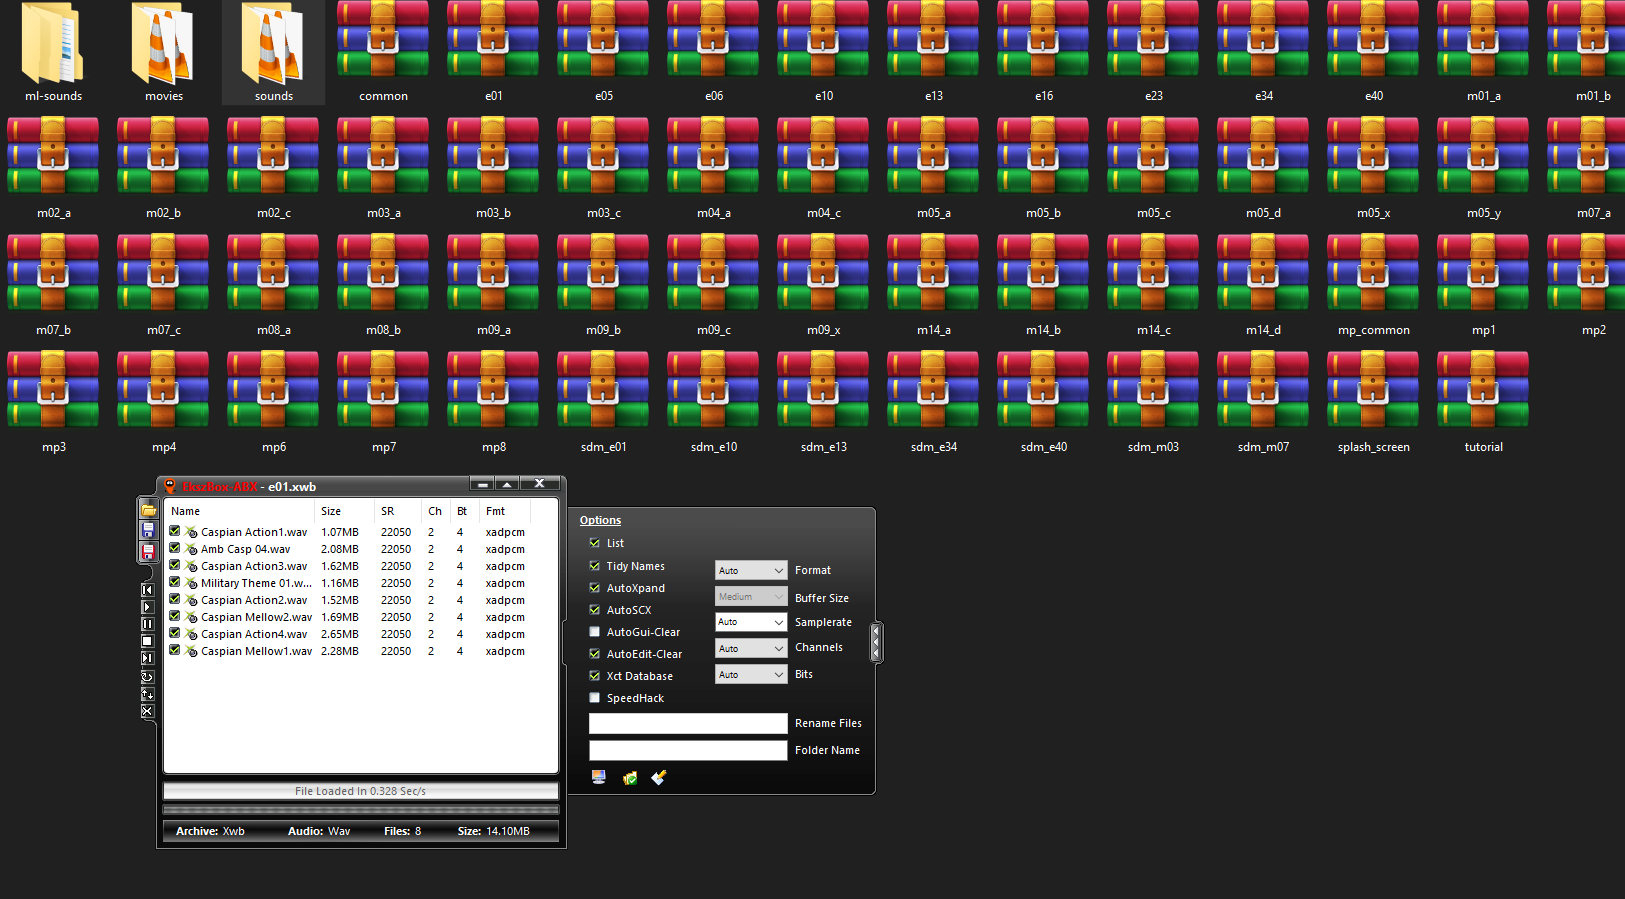 ml-sounds movies sounds common e01 e05 e06 e10 e13 e16 e23 e34 e40 m01_a m01_b
m02_a m02_b m02_c m03_a m03_b m03_c m04_a m04_c m05_a m05_b m05_c m05_d m05_x m05_y m07_a
m07_b m07_c m08_a m08_b m09_a m09_b m09_c m09_x m14_a m14_b m14_c m14_d mp_common mp1 mp2
mp3 mp4 mp6 mp7 mp8 sdm_e01 sdm_e10 sdm_e13 sdm_e34 sdm_e40 sdm_m03 sdm_m07 splash_screen tutorial
EkszBox-ABX - e01.xwb
Name Size SR Ch Bt Fmt
Caspian Action1.wav 1.07MB 22050 2 4 xadpcm
Amb Casp 04.wav 2.08MB 22050 2 4 xadpcm
Caspian Action3.wav 1.62MB 22050 2 4 xadpcm
Military Theme 01.w... 1.16MB 22050 2 4 xadpcm
Caspian Action2.wav 1.52MB 22050 2 4 xadpcm
Caspian Mellow2.wav 1.69MB 22050 2 4 xadpcm
Caspian Action4.wav 2.65MB 22050 2 4 xadpcm
Caspian Mellow1.wav 2.28MB 22050 2 4 xadpcm
File Loaded In 0.328 Sec/s
Archive: Xwb Audio: Wav Files: 8 Size: 14.10MB
Options
List
Tidy Names
AutoXpand
AutoSCX
AutoGui-Clear
AutoEdit-Clear
Xct Database
SpeedHack
Auto Format
Medium Buffer Size
Auto Samplerate
Auto Channels
Auto Bits
Rename Files
Folder Name